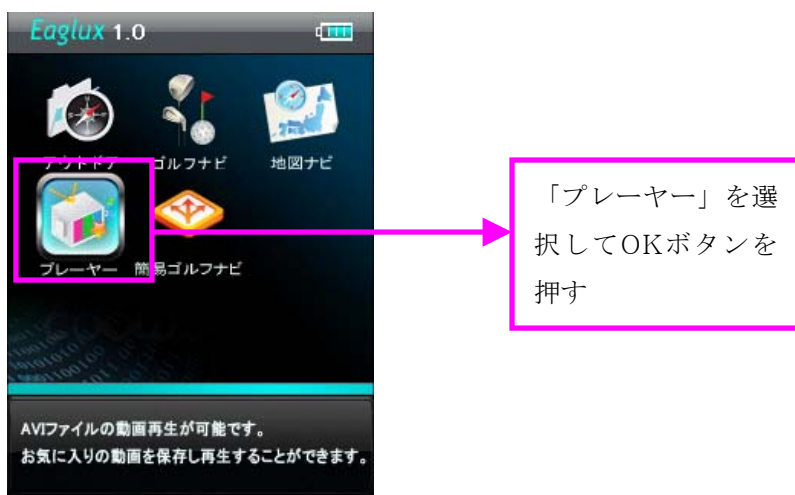 Eaglux 1.0
アウトドア ゴルフナビ 地図ナビ
プレーヤー 簡易ゴルフナビ
「プレーヤー」を選
択してOKボタンを
押す
AVIファイルの動画再生が可能です。
お気に入りの動画を保存し再生することができます。